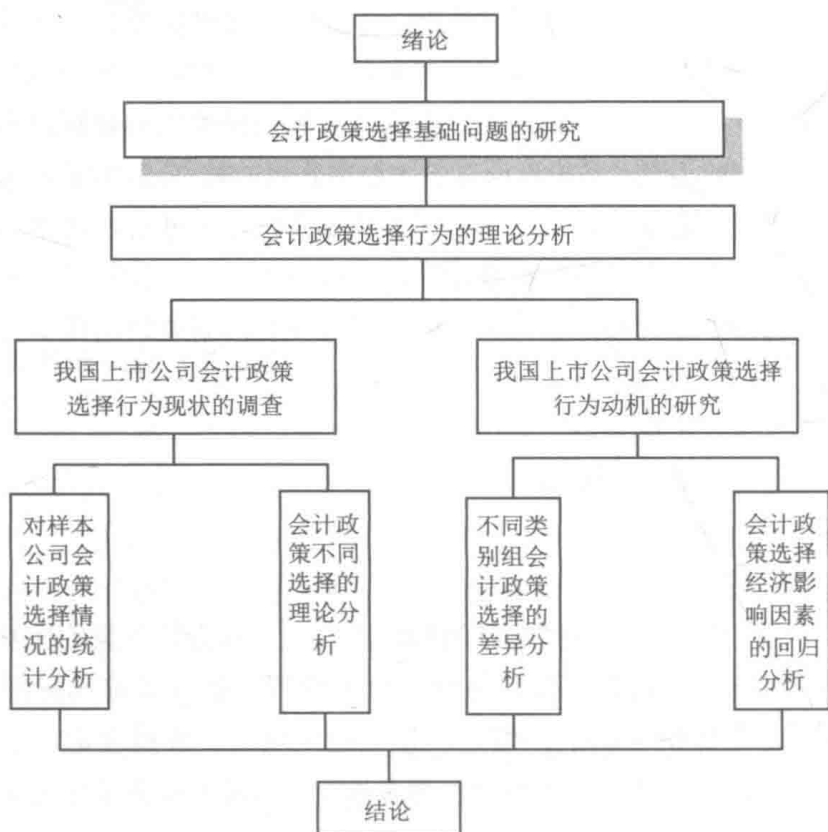 绪论
会计政策选择基础问题的研究
会计政策选择行为的理论分析
我国上市公司会计政策
选择行为现状的调查
我国上市公司会计政策选择
行为动机的研究
对样本
公司会
计政策
选择情
况的统
计分析
会计政
策不同
选择的
理论分
析
不同类
别组会
计政策
选择的
差异分
析
会计政
策选择
经济影
响因素
的回归
分析
结论